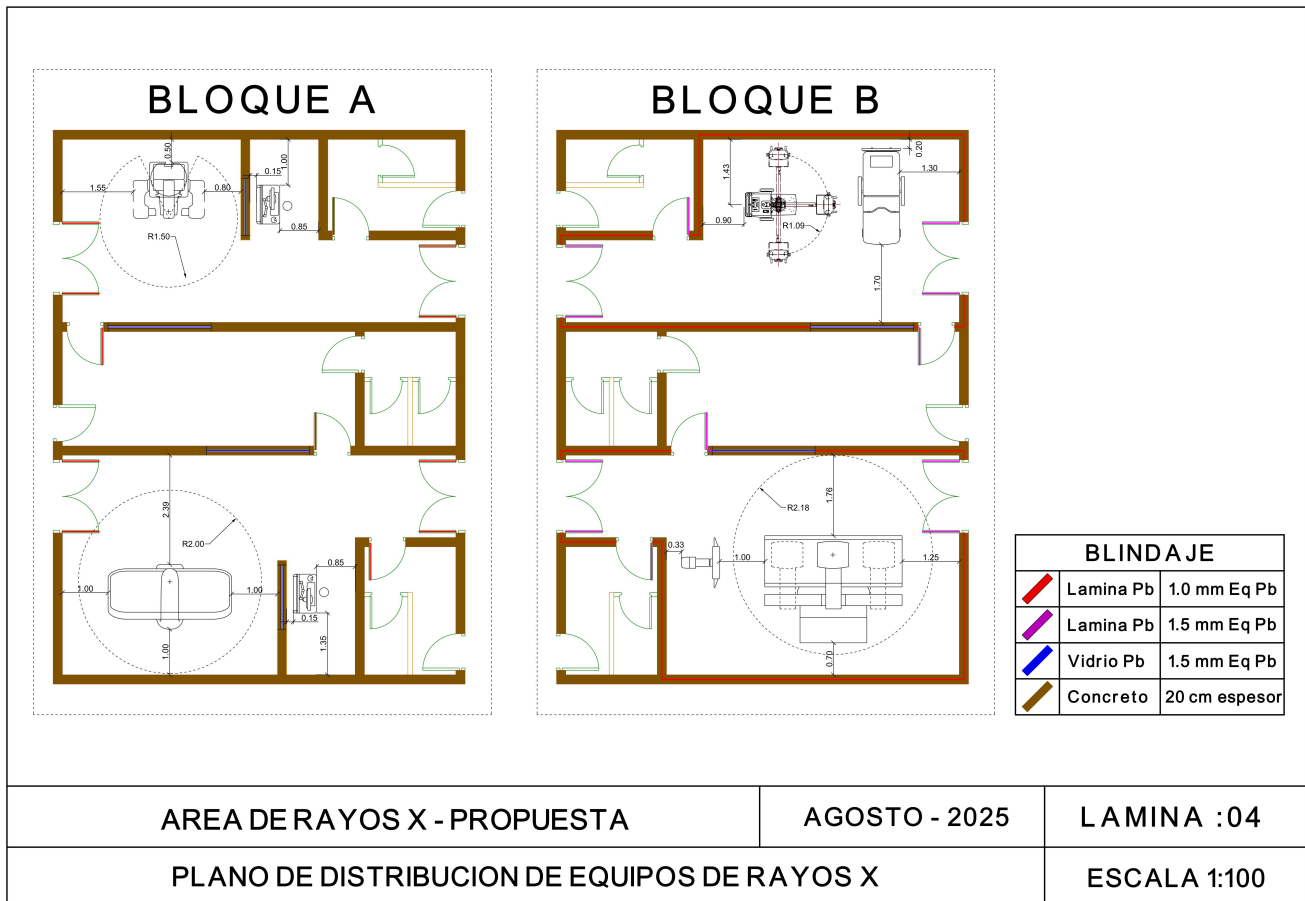 BLOQUE A
BLOQUE B
0.50
1.00
1.55
0.80
0.15
R1.50
0.85
2.39
R2.00
1.00
1.00
0.85
0.15
1.35
1.00
1.43
0.20
1.30
0.90
R1.09
1.70
R2.18
1.76
0.33
1.00
1.25
0.70
BLINDAJE
Lamina Pb 1.0 mm Eq Pb
Lamina Pb 1.5 mm Eq Pb
Vidrio Pb 1.5 mm Eq Pb
Concreto 20 cm espesor
AREA DE RAYOS X - PROPUESTA
AGOSTO - 2025
LAMINA :04
PLANO DE DISTRIBUCION DE EQUIPOS DE RAYOS X
ESCALA 1:100